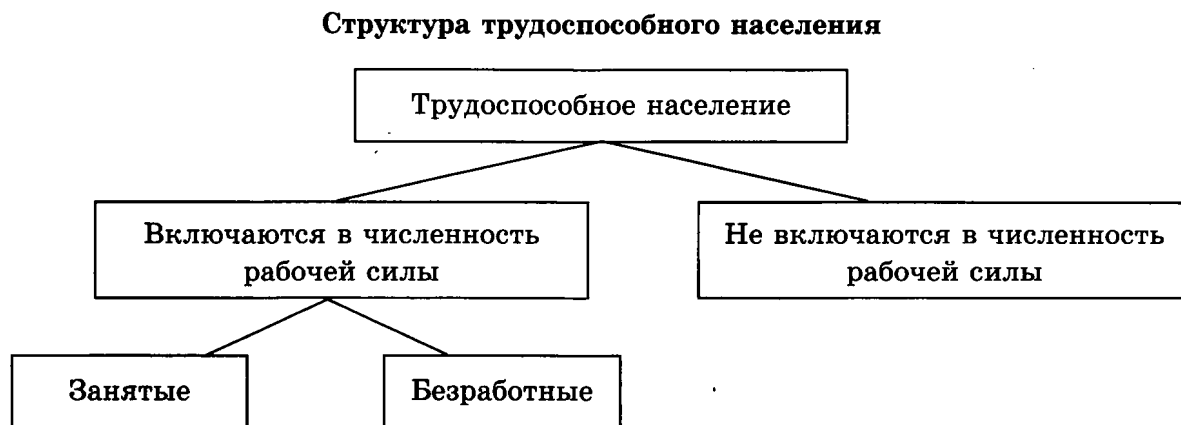 Структура трудоспособного населения
Трудоспособное население
Включаются в численность
рабочей силы
Не включаются в численность
рабочей силы
Занятые
Безработные